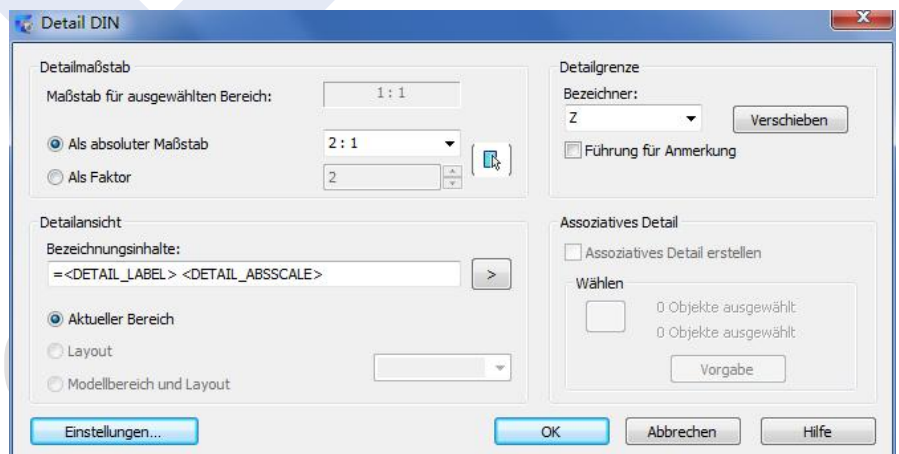 Detail DIN
Detailmaßstab
Maßstab für ausgewählten Bereich:
1 : 1
Als absoluter Maßstab
2 : 1
Als Faktor
2
Detailgrenze
Bezeichner:
Z
Verschieben
Führung für Anmerkung
Detailansicht
Bezeichnungsinhalte:
=<DETAIL_LABEL> <DETAIL_ABSSCALE>
>
Aktueller Bereich
Layout
Modellbereich und Layout
Assoziatives Detail
Assoziatives Detail erstellen
Wählen
0 Objekte ausgewählt
0 Objekte ausgewählt
Vorgabe
Einstellungen...
OK
Abbrechen
Hilfe